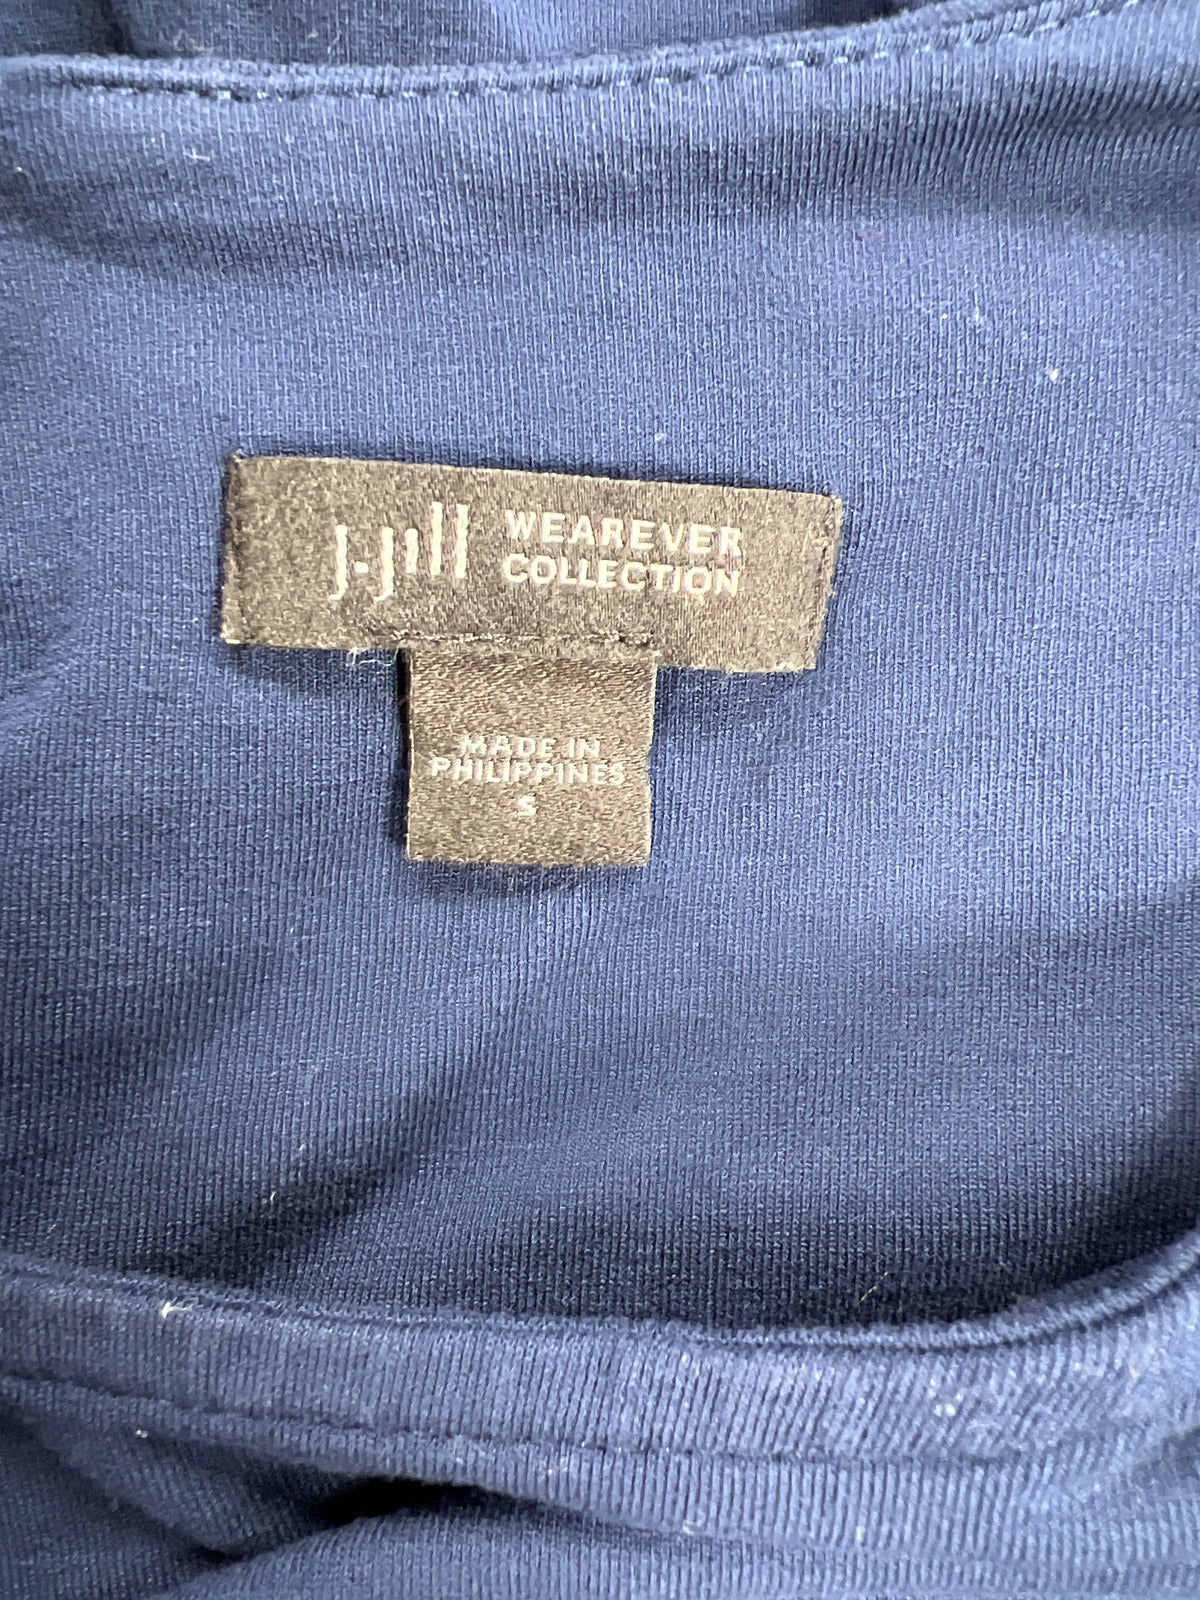 J.Jill WEAREVER
COLLECTION
MADE IN
PHILIPPINES
S